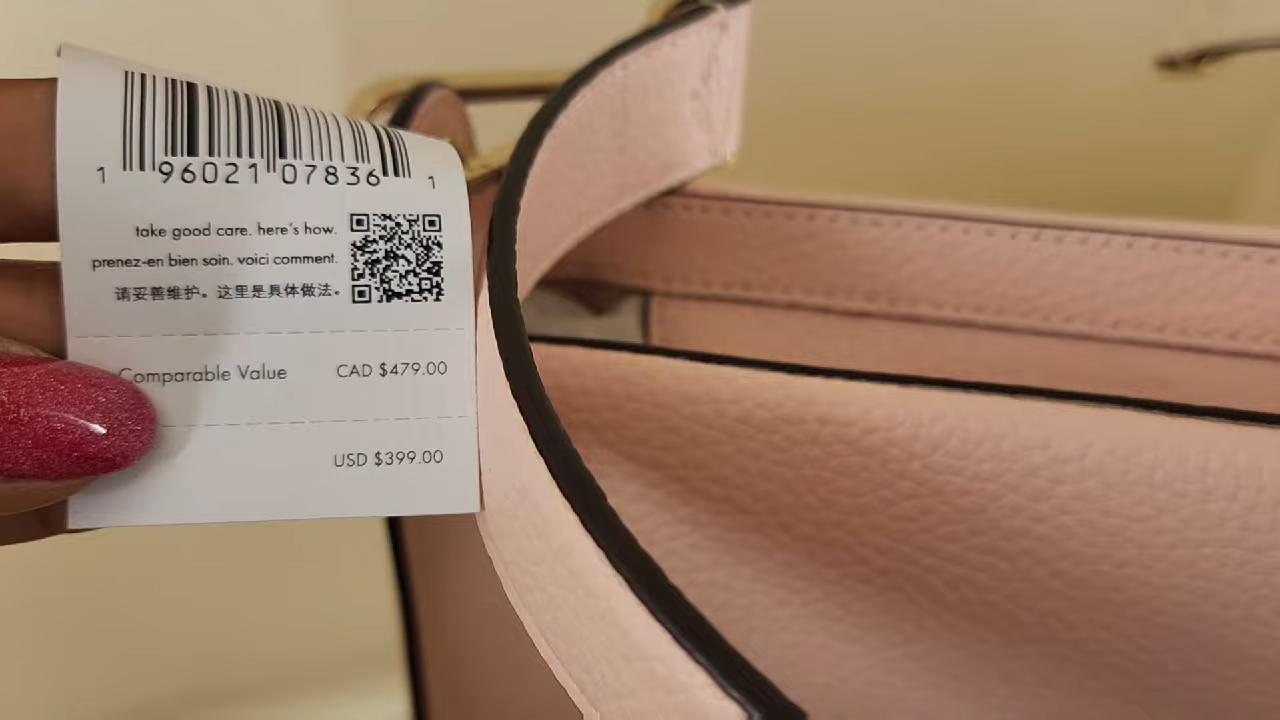 1 96021 07836 1
take good care. here's how.
prenez-en bien soin. voici comment.
请妥善维护。这里是具体做法。
Comparable Value CAD $479.00
USD $399.00